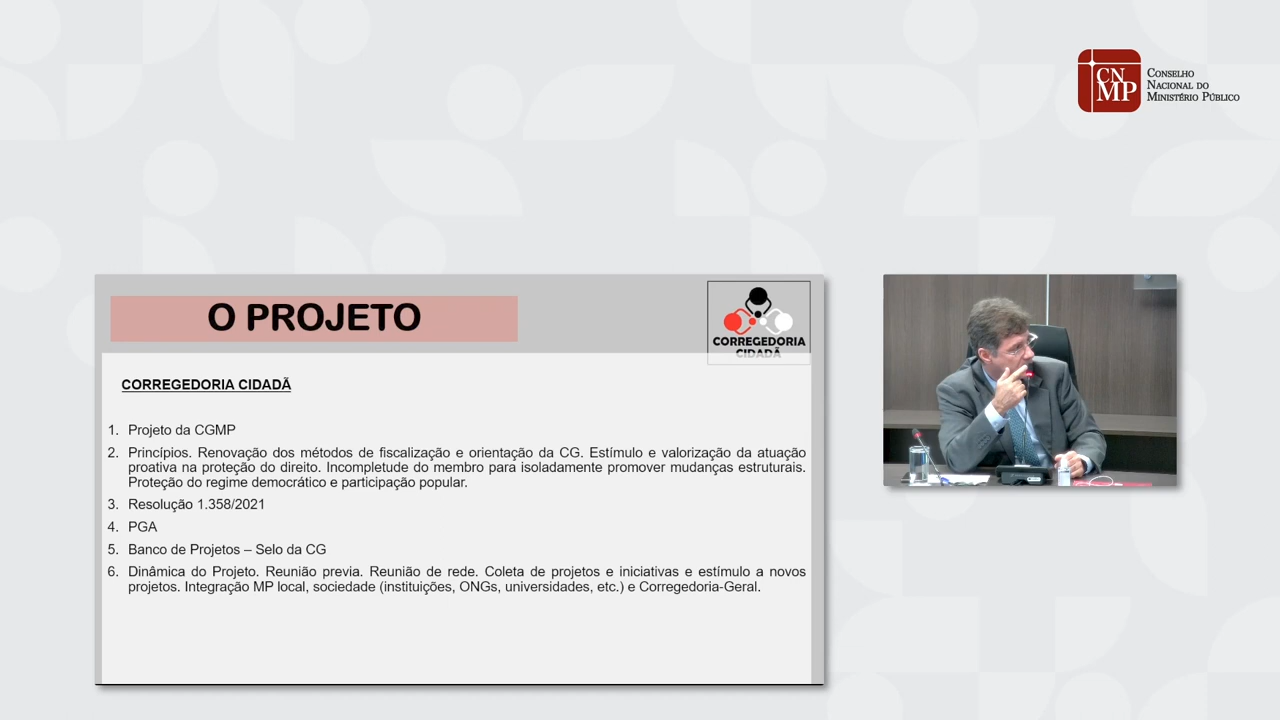 CN
MP
CONSELHO
NACIONAL DO
MINISTÉRIO PÚBLICO
O PROJETO
CORREGEDORIA
CIDADÃ
CORREGEDORIA CIDADÃ
1. Projeto da CGMP
2. Princípios. Renovação dos métodos de fiscalização e orientação da CG. Estímulo e valorização da atuação
proativa na proteção do direito. Incompletude do membro para isoladamente promover mudanças estruturais.
Proteção do regime democrático e participação popular.
3. Resolução 1.358/2021
4. PGA
5. Banco de Projetos – Selo da CG
6. Dinâmica do Projeto. Reunião previa. Reunião de rede. Coleta de projetos e iniciativas e estímulo a novos
projetos. Integração MP local, sociedade (instituições, ONGs, universidades, etc.) e Corregedoria-Geral.